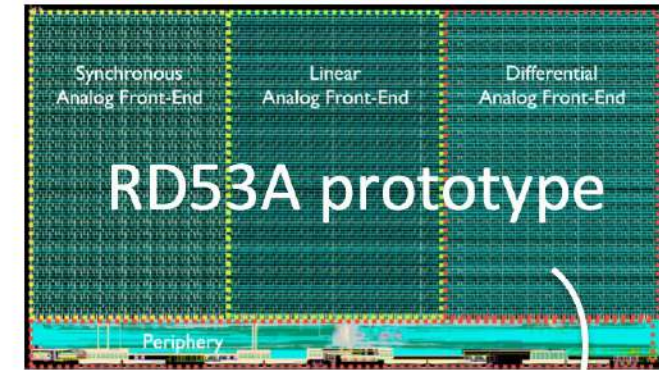 Synchronous
Analog Front-End
Linear
Analog Front-End
Differential
Analog Front-End
RD53A prototype
Periphery